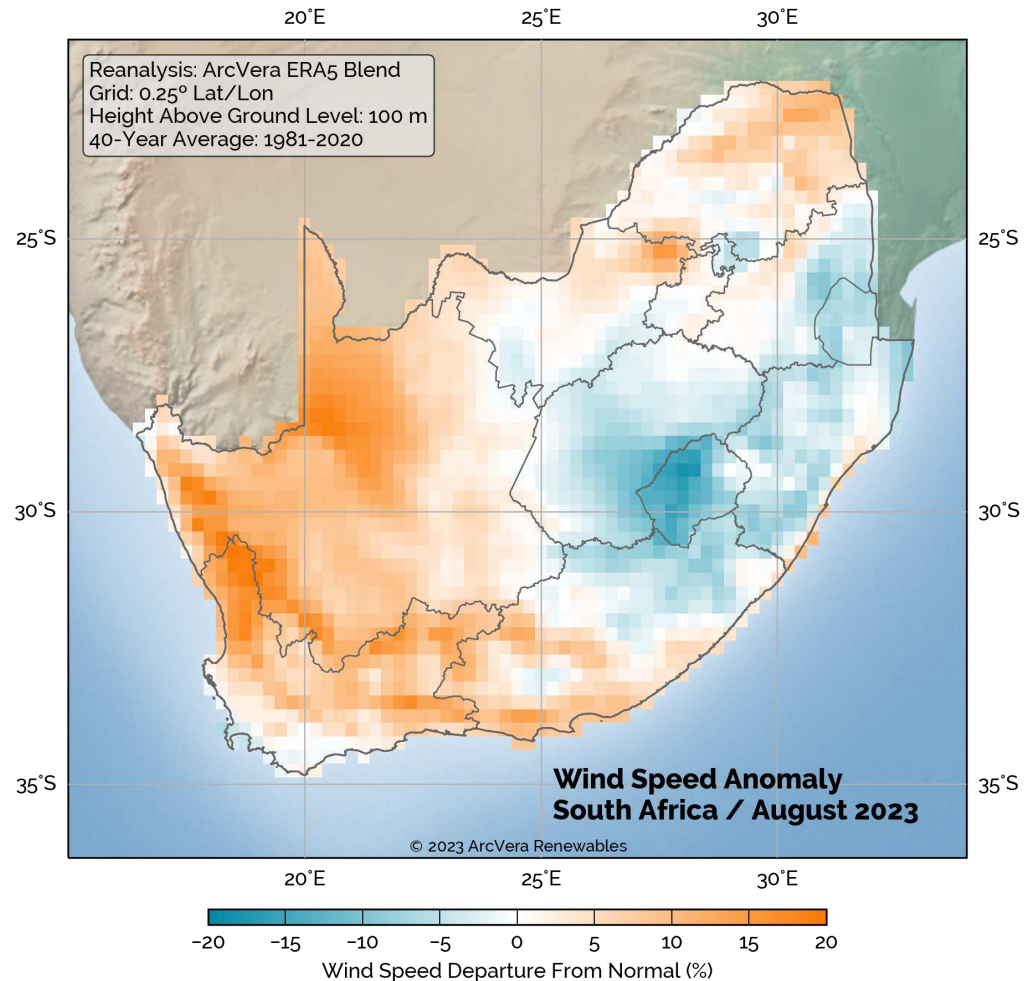 20°E 25°E 30°E
Reanalysis: ArcVera ERA5 Blend
Grid: 0.25º Lat/Lon
Height Above Ground Level: 100 m
40-Year Average: 1981-2020
25°S 25°S
30°S 30°S
35°S 35°S
Wind Speed Anomaly
South Africa / August 2023
© 2023 ArcVera Renewables
20°E 25°E 30°E
−20 −15 −10 −5 0 5 10 15 20
Wind Speed Departure From Normal (%)